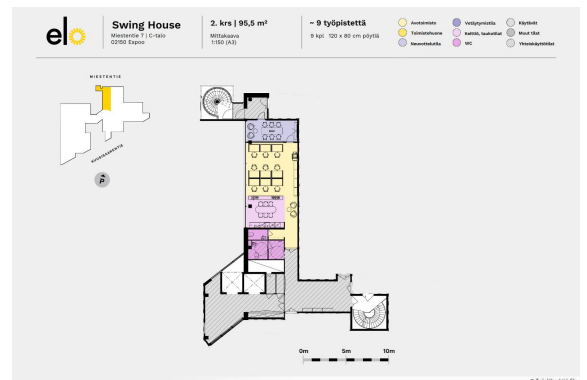 elo
Swing House
Miestentie 7 | C-talo
02150 Espoo
2. krs | 95,5 m²
Mittakaava
1:150 (A3)
~ 9 työpistettä
9 kpl 120 x 80 cm pöytiä
Avotoimisto
Toimistohuone
Neuvottelutila
Vetäytymistila
Keittiö, taukotilat
WC
Käytävät
Muut tilat
Yhteiskäyttötilat
MIESTENTIE
KUUSISAARENTIE
P
0m
5m
10m